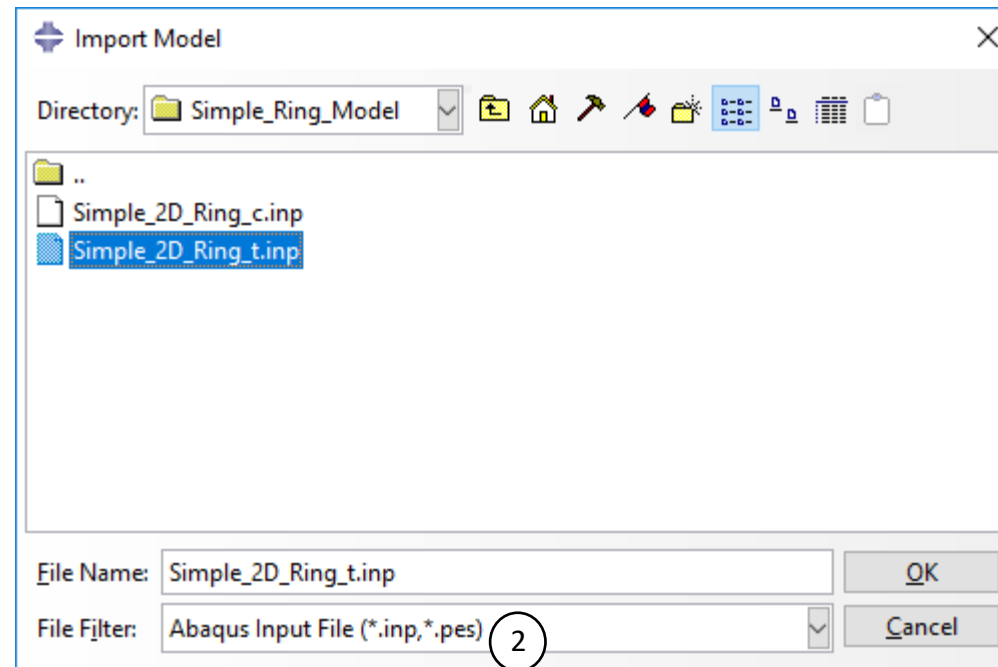 Import Model
Directory: Simple_Ring_Model
..
Simple_2D_Ring_c.inp
Simple_2D_Ring_t.inp
File Name: Simple_2D_Ring_t.inp OK
File Filter: Abaqus Input File (*.inp,*.pes) 2 Cancel